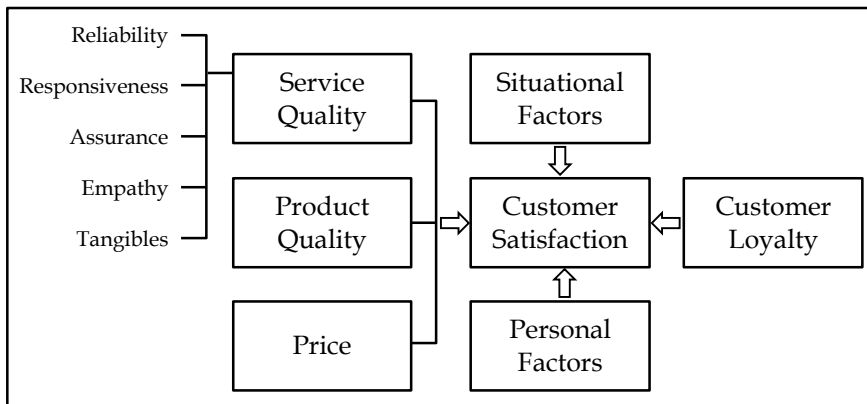 Reliability
Responsiveness
Assurance
Empathy
Tangibles
Service
Quality
Product
Quality
Price
Situational
Factors
Customer
Satisfaction
Personal
Factors
Customer
Loyalty